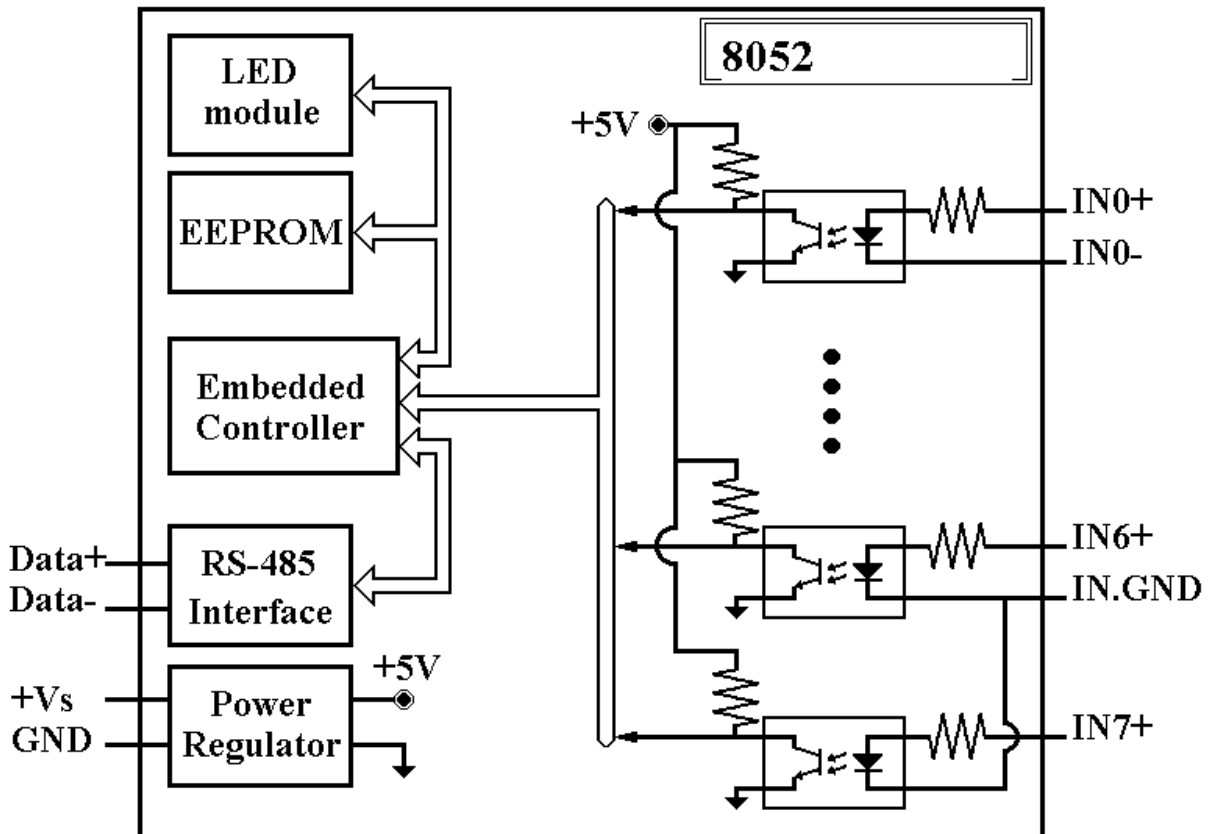 8052
LED
module
EEPROM
Embedded
Controller
RS-485
Interface
Power
Regulator
Data+
Data-
+Vs
GND
+5V
+5V
IN0+
IN0-
IN6+
IN.GND
IN7+